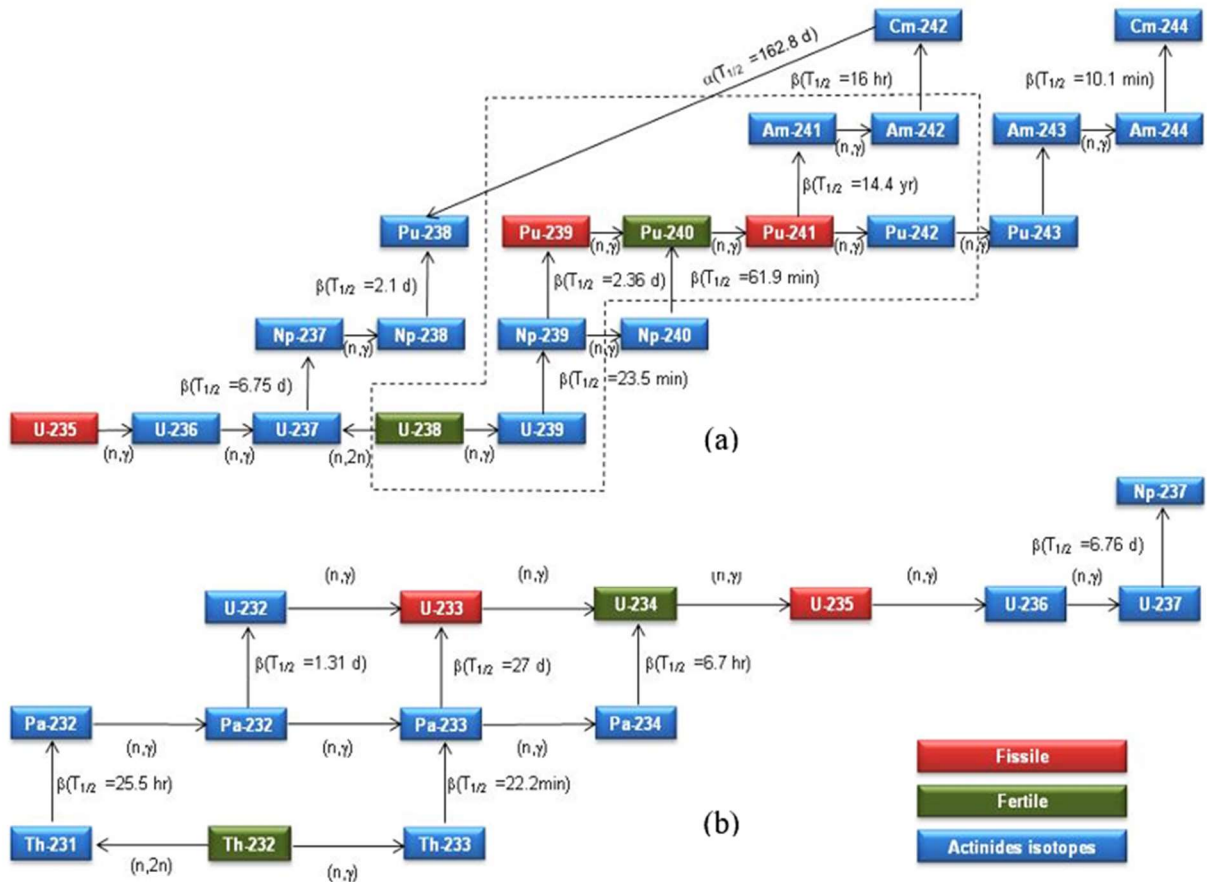 Cm-242
Cm-244
α(T1/2 =162.8 d)
β(T1/2 =16 hr)
β(T1/2 =10.1 min)
Am-241
Am-242
Am-243
Am-244
(n,γ)
(n,γ)
β(T1/2 =14.4 yr)
Pu-238
Pu-239
Pu-240
Pu-241
Pu-242
Pu-243
(n,γ)
(n,γ)
(n,γ)
(n,γ)
β(T1/2 =2.1 d)
β(T1/2 =2.36 d)
β(T1/2 =61.9 min)
Np-237
Np-238
Np-239
Np-240
(n,γ)
(n,γ)
β(T1/2 =6.75 d)
β(T1/2 =23.5 min)
U-235
U-236
U-237
U-238
U-239
(n,γ)
(n,γ)
(n,2n)
(n,γ)
(a)
Np-237
β(T1/2 =6.76 d)
(n,γ)
(n,γ)
(n,γ)
(n,γ)
(n,γ)
U-232
U-233
U-234
U-235
U-236
U-237
β(T1/2 =1.31 d)
β(T1/2 =27 d)
β(T1/2 =6.7 hr)
Pa-232
Pa-232
Pa-233
Pa-234
(n,γ)
(n,γ)
(n,γ)
β(T1/2 =25.5 hr)
β(T1/2 =22.2min)
Th-231
Th-232
Th-233
(n,2n)
(n,γ)
(b)
Fissile
Fertile
Actinides isotopes